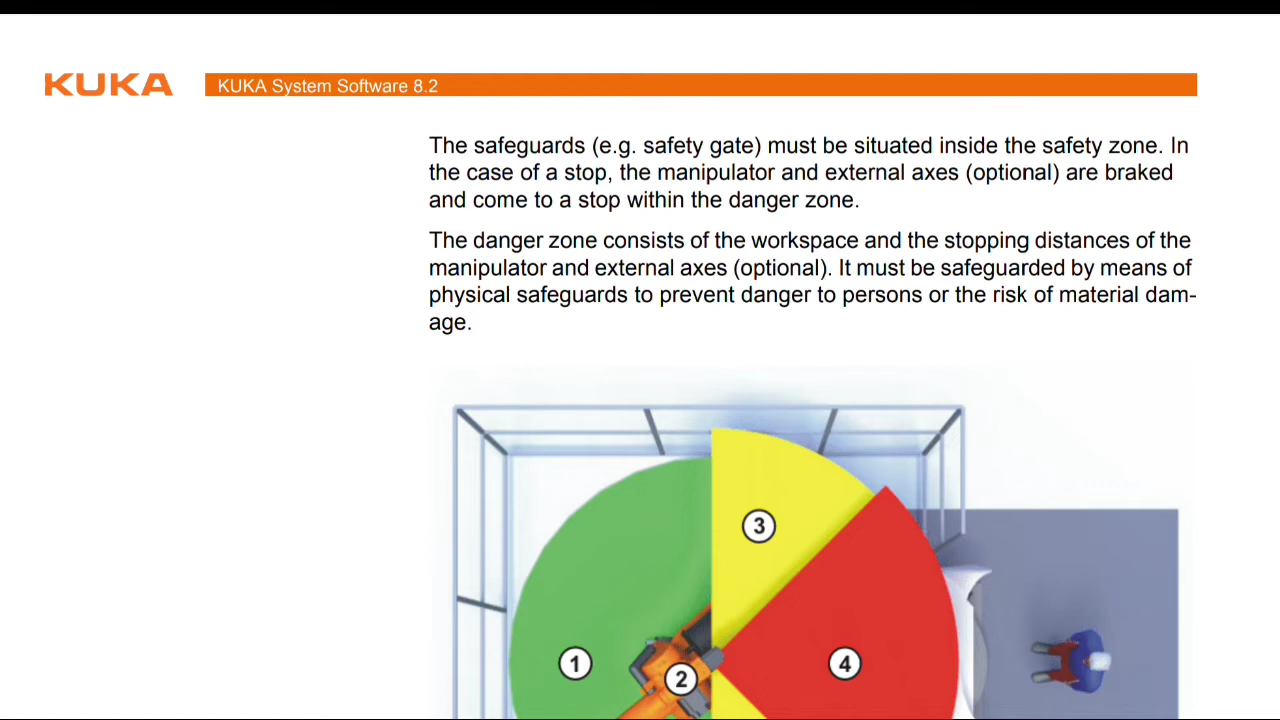 KUKA
KUKA System Software 8.2
The safeguards (e.g. safety gate) must be situated inside the safety zone. In
the case of a stop, the manipulator and external axes (optional) are braked
and come to a stop within the danger zone.
The danger zone consists of the workspace and the stopping distances of the
manipulator and external axes (optional). It must be safeguarded by means of
physical safeguards to prevent danger to persons or the risk of material dam-
age.
3
1
4
2